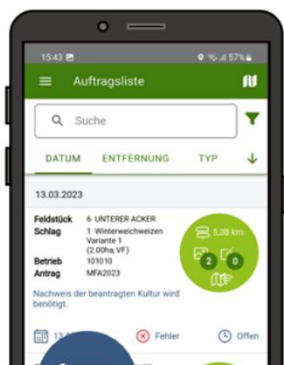 15:43 57%
Auftragsliste
Suche
DATUM ENTFERNUNG TYP
13.03.2023
Feldstück 6 UNTERER ACKER
Schlag 1 Winterweichweizen
Variante 1
(2.00ha, VF)
5,38 km
Betrieb 101010
2 0
Antrag MFA2023
Nachweis der beantragten Kultur wird
benötigt.
Fehler Offen